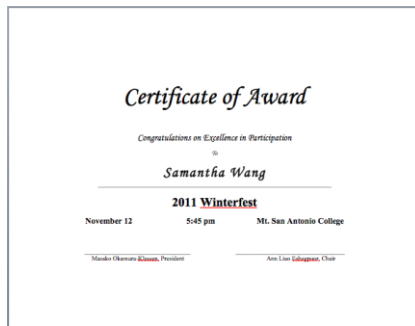 Certificate of Award
Congratulations on Excellence in Participation
To
Samantha Wang
2011 Winterfest
November 12 5:45 pm Mt. San Antonio College
Masako Okamura Klassen, President Ann Liao
, Chair